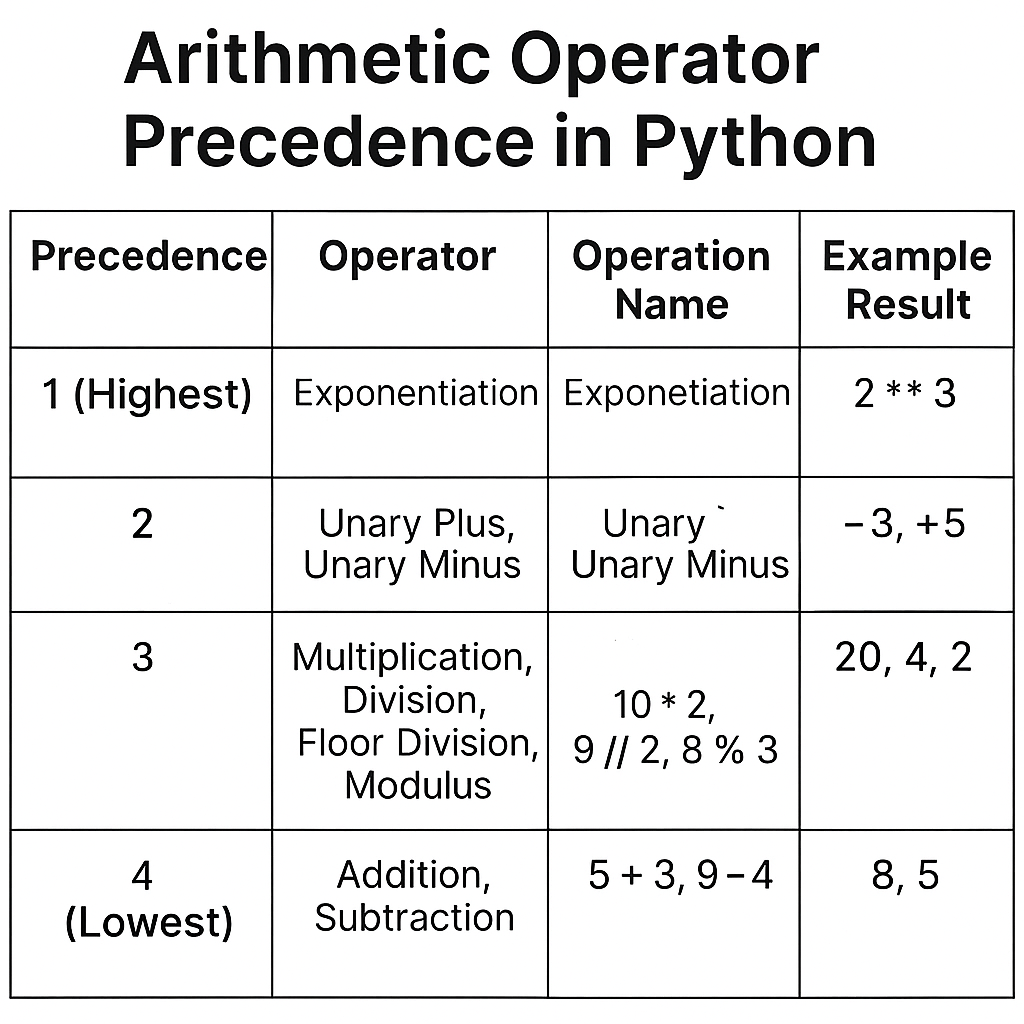 Arithmetic Operator
Precedence in Python
Precedence
Operator
Operation
Name
Example
Result
1 (Highest)
Exponentiation
Exponetiation
2 ** 3
2
Unary Plus,
Unary Minus
Unary `
Unary Minus
−3, +5
3
Multiplication,
Division,
Floor Division,
Modulus
10 * 2,
9 // 2, 8 % 3
20, 4, 2
4
(Lowest)
Addition,
Subtraction
5 + 3, 9 − 4
8, 5